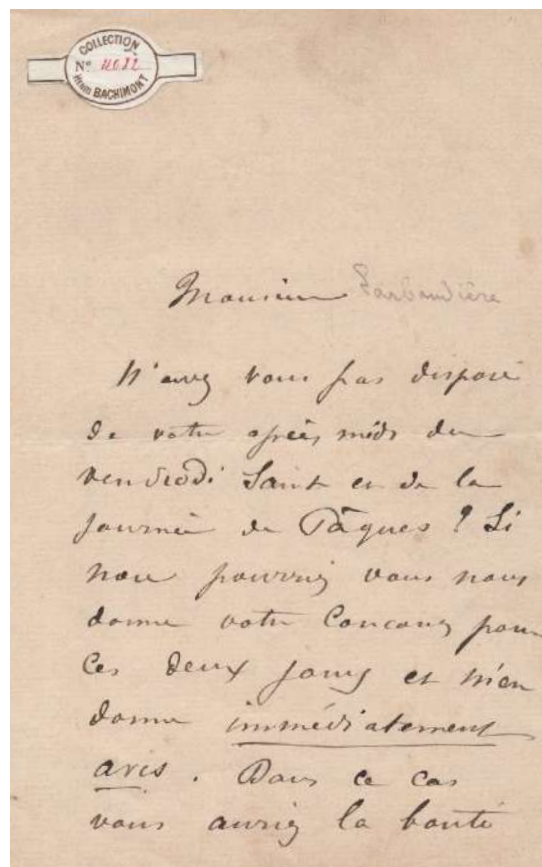 COLLECTION
N° 4022
HENRI BACHIMONT
Monsieur
N'avez vous pas disposé
de votre après, midi du
vendredi Saint et de la
journée de Pâques ? Si
non pourriez vous nous
donner votre Concours pour
Ces deux jours et m'en
donner immédiatement
avis. Dans ce cas
vous auriez la bonté